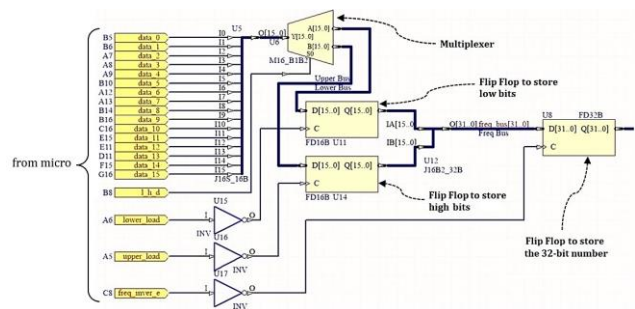 from micro
B5 data_0 I0
B6 data_1 I1
A7 data_2 I2
A8 data_3 I3
A9 data_4 I4
B10 data_5 I5
A12 data_6 I6
A13 data_7 I7
B14 data_8 I8
B16 data_9 I9
C16 data_10 I10
E15 data_11 I11
E11 data_12 I12
D11 data_13 I13
F15 data_14 I14
G16 data_15 I15
J16S_16B
U5
O[15..0]
U6
Y[15..0]
A[15..0]
B[15..0]
S0
M16_B1B2
Multiplexer
Upper Bus
Lower Bus
Flip Flop to store
low bits
D[15..0] Q[15..0]
C
FD16B U11
D[15..0] Q[15..0]
C
FD16B U14
Flip Flop to store
high bits
IA[15..0]
IB[15..0]
O[31..0]
U12
J16B2_32B
freq_bus[31..0]
Freq Bus
U8 FD32B
D[31..0] Q[31..0]
C
Flip Flop to store
the 32-bit number
B8 l_h_d
U15
A6 lower_load I O
INV
U16
A5 upper_load I O
INV
U17
C8 I O
INV